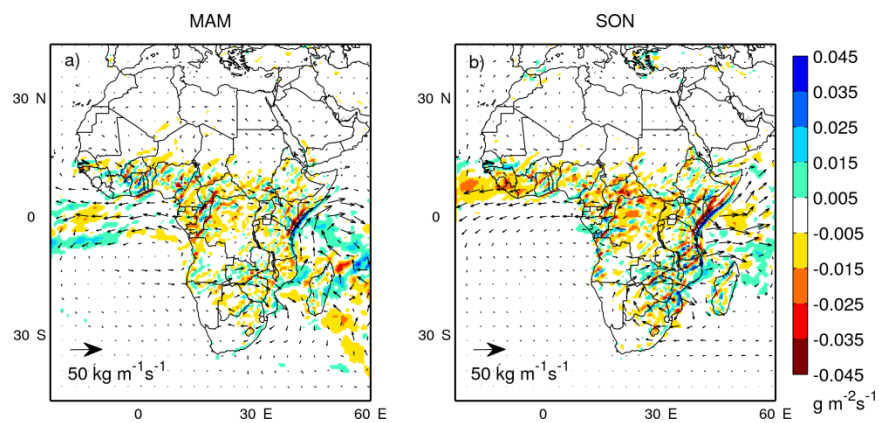 MAM
SON
a)
b)
30 N
0
30 S
50 kg m⁻¹s⁻¹
50 kg m⁻¹s⁻¹
0
30 E
60 E
0
30 E
60 E
0.045
0.035
0.025
0.015
0.005
-0.005
-0.015
-0.025
-0.035
-0.045
g m⁻²s⁻¹
30 N
0
30 S